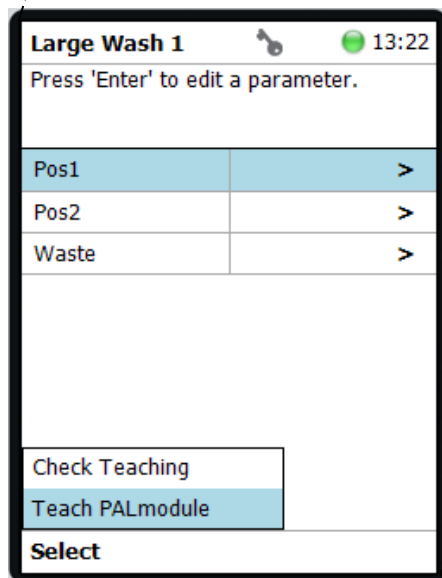 Large Wash 1 13:22
Press 'Enter' to edit a parameter.
Pos1 >
Pos2 >
Waste >
Check Teaching
Teach PALmodule
Select